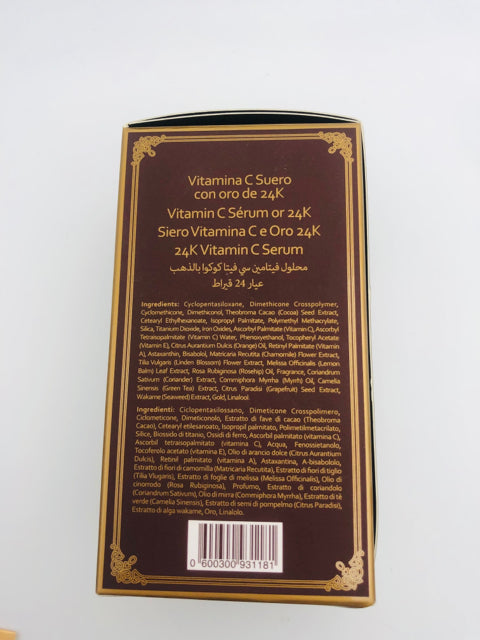 Vitamina C Suero
con oro de 24K
Vitamin C Sérum or 24K
Siero Vitamina C e Oro 24K
24K Vitamin C Serum
محلول فيتامين سي فيتا كوكوا بالذهب
عيار 24 قيراط
Ingredients: Cyclopentasiloxane, Dimethicone Crosspolymer,
Cyclomethicone, Dimethiconol, Theobroma Cacao (Cocoa) Seed Extract,
Cetearyl Ethylhexanoate, Isopropyl Palmitate, Polymethyl Methacrylate,
Silica, Titanium Dioxide, Iron Oxides, Ascorbyl Palmitate (Vitamin C), Ascorbyl
Tetrapalmitate (Vitamin C) Water, Phenoxyethanol, Tocopheryl Acetate
(Vitamin E), Citrus Aurantium Dulcis (Orange) Oil, Retinyl Palmitate (Vitamin
A), Astaxanthin, Bisabolol, Matricaria Recutita (Chamomile) Flower Extract,
Tilia Vulgaris (Linden Blossom) Flower Extract, Melissa Officinalis (Lemon
Balm) Leaf Extract, Rosa Rubiginosa (Rosehip) Oil, Fragrance, Coriandrum
Sativum (Coriander) Extract, Commiphora Myrrha (Myrrh) Oil, Camelia
Sinensis (Green Tea) Extract, Citrus Paradisi (Grapefruit) Seed Extract,
Wakame (Seaweed) Extract, Gold, Linalool.
Ingredienti: Ciclopentasilossano, Dimeticone Crosspolimero,
Ciclometicone, Dimeticonolo, Estratto di fave di cacao (Theobroma
Cacao), Cetearyl etilesanoato, Isopropil palmitato, Polimetilmetacrilato,
Silice, Biossido di titanio, Ossidi di ferro, Ascorbil palmitato (vitamina C),
Ascorbil tetraisopalmitato (vitamina C), Acqua, Fenossietanolo,
Tocoferolo acetato (vitamina E), Olio di arancio dolce (Citrus Aurantium
Dulcis), Retinil palmitato (vitamina A), Astaxantina, A-bisabololo,
Estratto di fiori di camomilla (Matricaria Recutita), Estratto di fiori di tiglio
(Tilia Vlugaris), Estratto di foglie di melissa (Melissa Officinalis), Olio di
cinomodo (Rosa Rubiginosa), Profumo, Estratto di coriandolo
(Coriandrum Sativum), Olio di mirra (Commiphora Myrrha), Estratto di tè
verde (Camelia Sinensis), Estratto di semi di pompelmo (Citrus Paradisi),
Estratto di alga wakame, Oro, Linalolo.
0 600300 931181